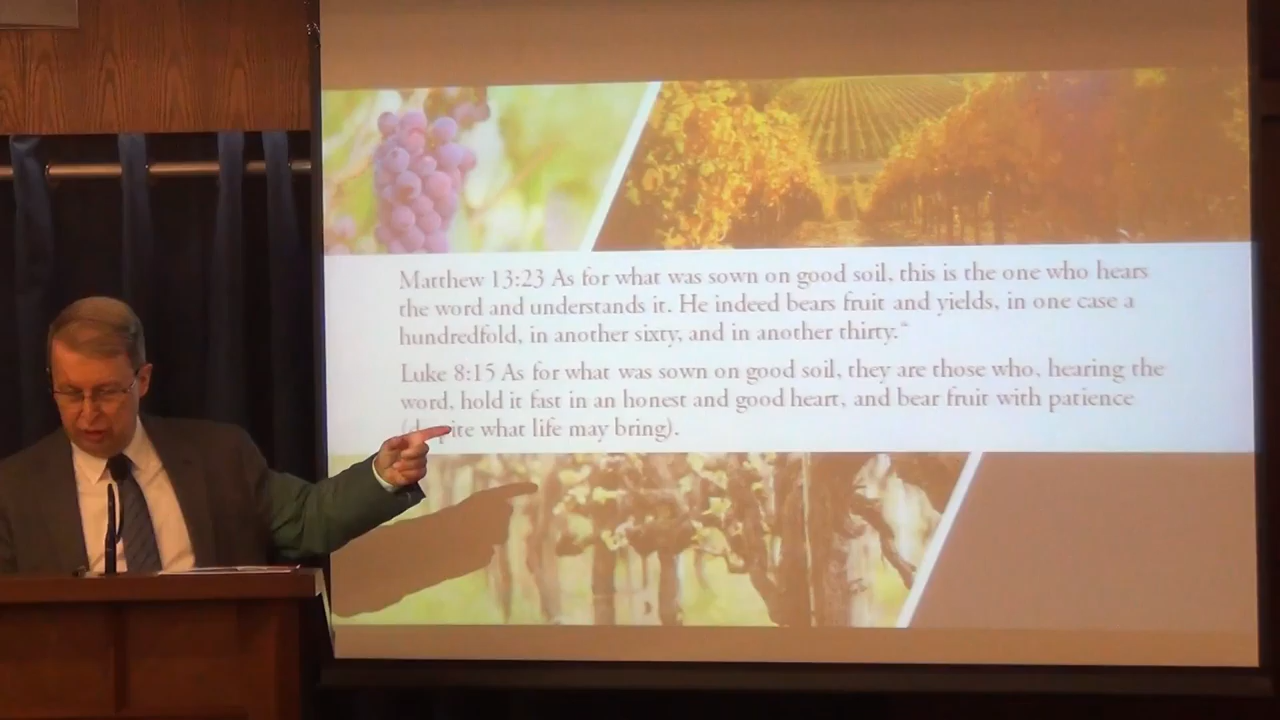 Matthew 13:23 As for what was sown on good soil, this is the one who hears
the word and understands it. He indeed bears fruit and yields, in one case a
hundredfold, in another sixty, and in another thirty.“
Luke 8:15 As for what was sown on good soil, they are those who, hearing the
word, hold it fast in an honest and good heart, and bear fruit with patience
(despite what life may bring).